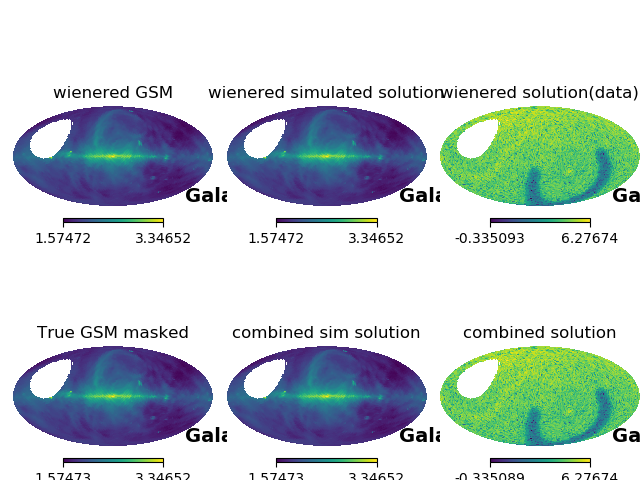 wienered GSM
wienered simulated solution
wienered solution(data)
Gala
Gala
Ga
1.57472 3.34652
1.57472 3.34652
-0.335093 6.27674
True GSM masked
combined sim solution
combined solution
Gala
Gala
Ga
1.57473 3.34652
1.57473 3.34652
-0.335089 6.27674